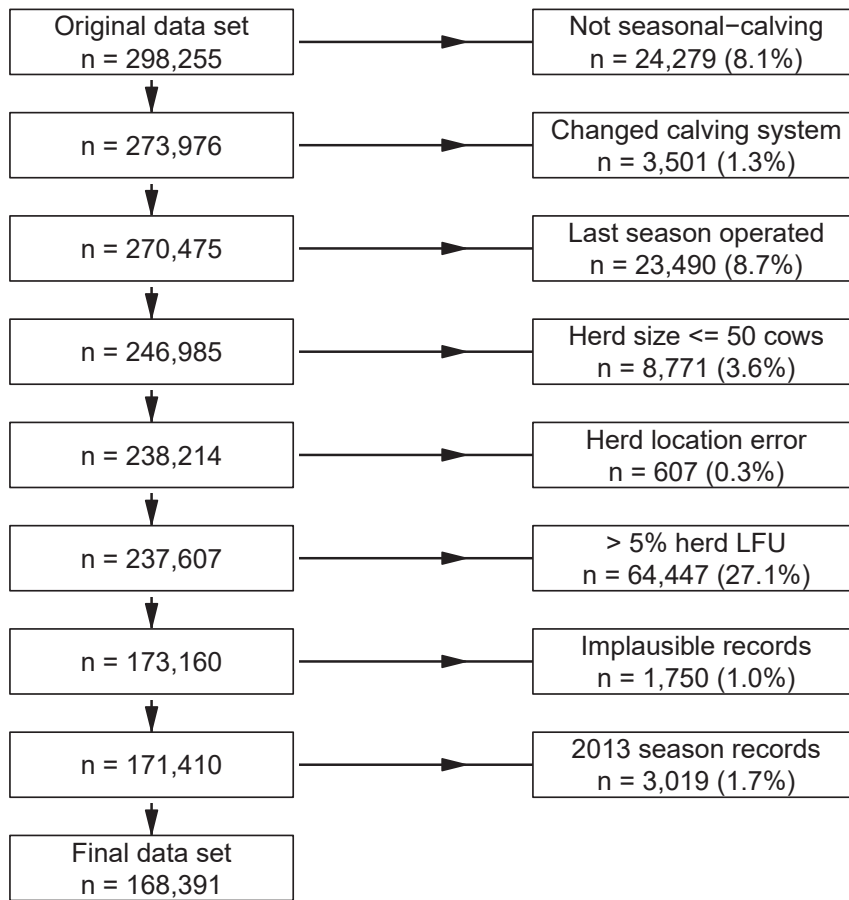 Original data set
n = 298,255
Not seasonal−calving
n = 24,279 (8.1%)
n = 273,976
Changed calving system
n = 3,501 (1.3%)
n = 270,475
Last season operated
n = 23,490 (8.7%)
n = 246,985
Herd size <= 50 cows
n = 8,771 (3.6%)
n = 238,214
Herd location error
n = 607 (0.3%)
n = 237,607
> 5% herd LFU
n = 64,447 (27.1%)
n = 173,160
Implausible records
n = 1,750 (1.0%)
n = 171,410
2013 season records
n = 3,019 (1.7%)
Final data set
n = 168,391